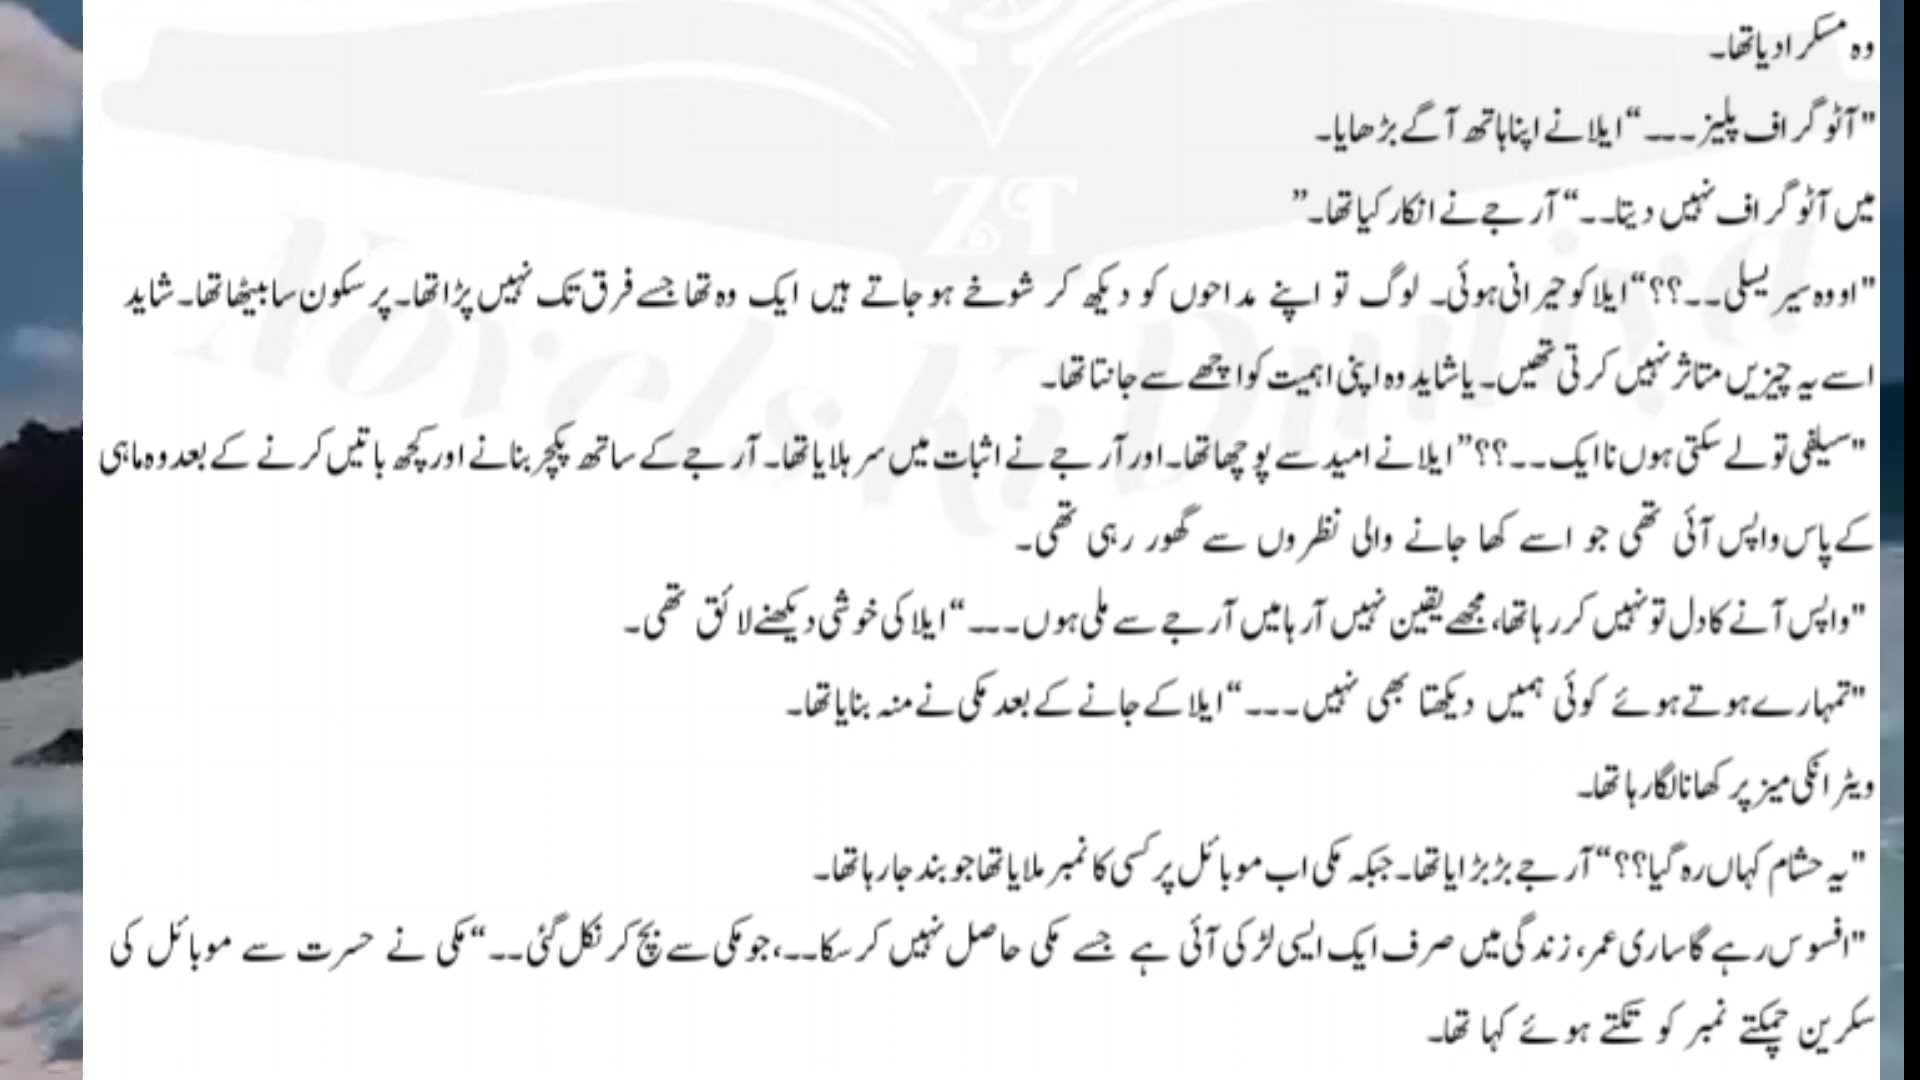 وہ مسکرا دیا تھا۔
"آٹو گراف پلیز۔۔۔“ ایلا نے اپنا ہاتھ آگے بڑھایا۔
میں آٹو گراف نہیں دیتا۔۔“ آر جے نے انکار کیا تھا۔”
"اووہ سیریسلی۔۔؟؟“ ایلا کو حیرانی ہوئی۔ لوگ تو اپنے مداحوں کو دیکھ کر شوخے ہو جاتے ہیں ایک وہ تھا جسے فرق تک نہیں پڑا تھا۔ پر سکون سا بیٹھا تھا۔ شاید
اسے یہ چیزیں متاثر نہیں کرتی تھیں۔ یا شاید وہ اپنی اہمیت کو اچھے سے جانتا تھا۔
"سیلفی تو لے سکتی ہوں نا ایک۔۔؟؟” ایلا نے امید سے پوچھا تھا۔ اور آر جے نے اثبات میں سر ہلایا تھا۔ آر جے کے ساتھ پکچر بنانے اور کچھ باتیں کرنے کے بعد وہ ماہی
کے پاس واپس آئی تھی جو اسے کھا جانے والی نظروں سے گھور رہی تھی۔
"واپس آنے کا دل تو نہیں کر رہا تھا، مجھے یقین نہیں آرہا میں آر جے سے ملی ہوں۔۔۔“ ایلا کی خوشی دیکھنے لائق تھی۔
"تمہارے ہوتے ہوئے کوئی ہمیں دیکھتا بھی نہیں۔۔۔“ ایلا کے جانے کے بعد مکی نے منہ بنایا تھا۔
ویٹر انکی میز پر کھانا لگا رہا تھا۔
"یہ حشام کہاں رہ گیا؟؟“ آر جے بڑبڑایا تھا۔ جبکہ مکی اب موبائل پر کسی کا نمبر ملایا تھا جو بند جا رہا تھا۔
"افسوس رہے گا ساری عمر، زندگی میں صرف ایک ایسی لڑکی آئی ہے جسے مکی حاصل نہیں کر سکا۔۔، جو مکی سے بچ کر نکل گئی۔۔“ مکی نے حسرت سے موبائل کی
سکرین چمکتے نمبر کو تکتے ہوئے کہا تھا۔
ZT
Novels Ki Duniya